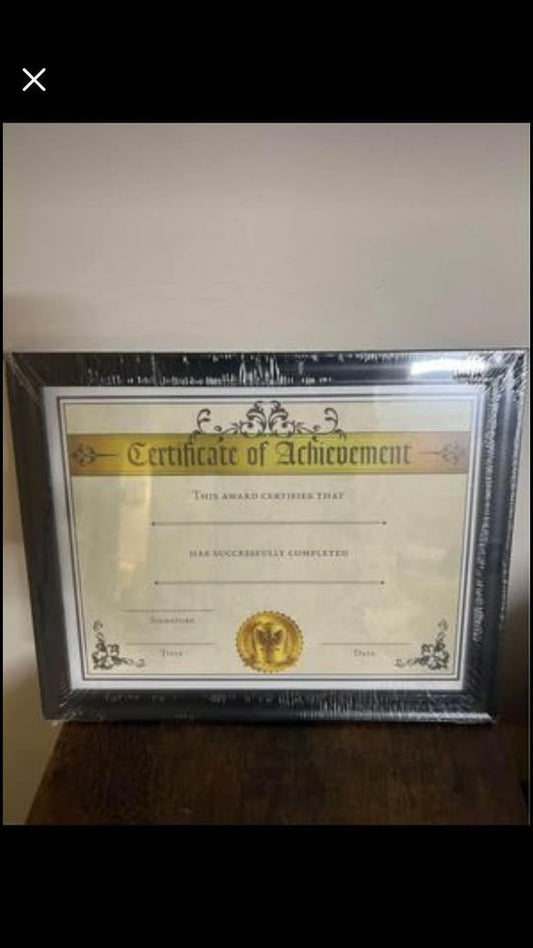 Certificate of Achievement
THIS AWARD CERTIFIES THAT
HAS SUCCESSFULLY COMPLETED
SIGNATURE
TITLE
DATE